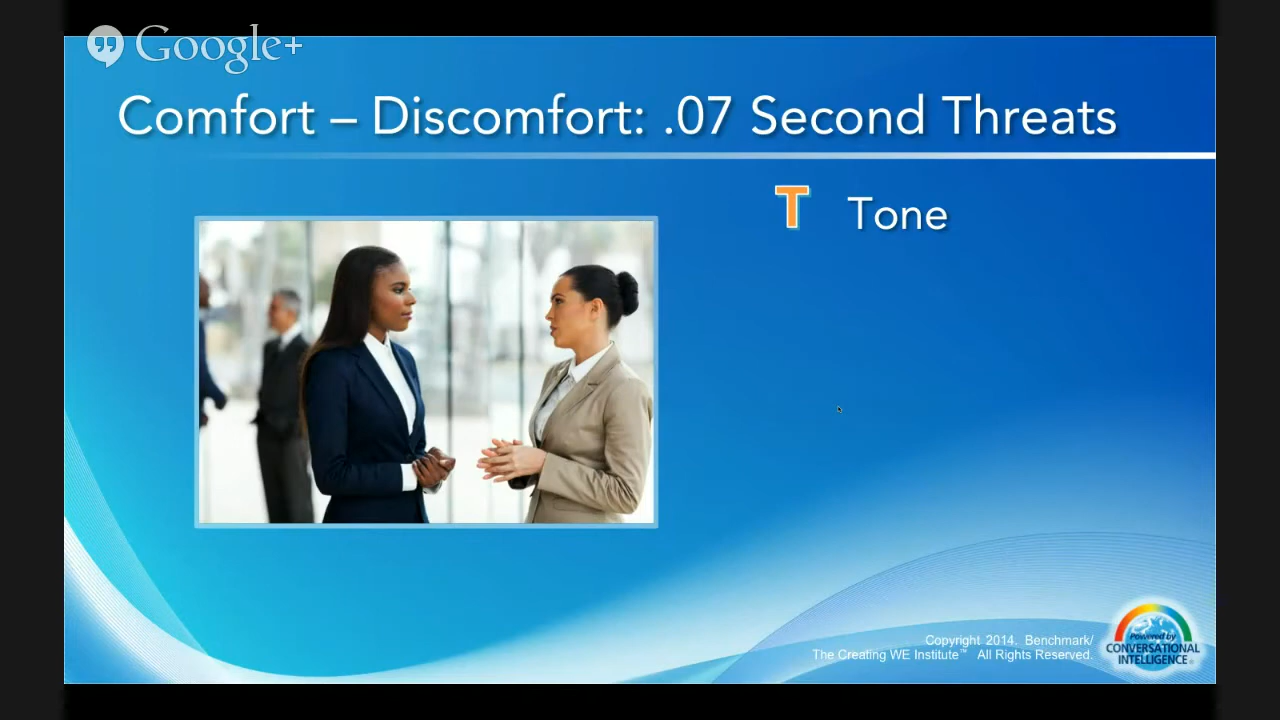 Google+
Comfort – Discomfort: .07 Second Threats
T Tone
Copyright 2014. Benchmark/
The Creating WE Institute™ All Rights Reserved.
Powered by
CONVERSATIONAL
INTELLIGENCE®